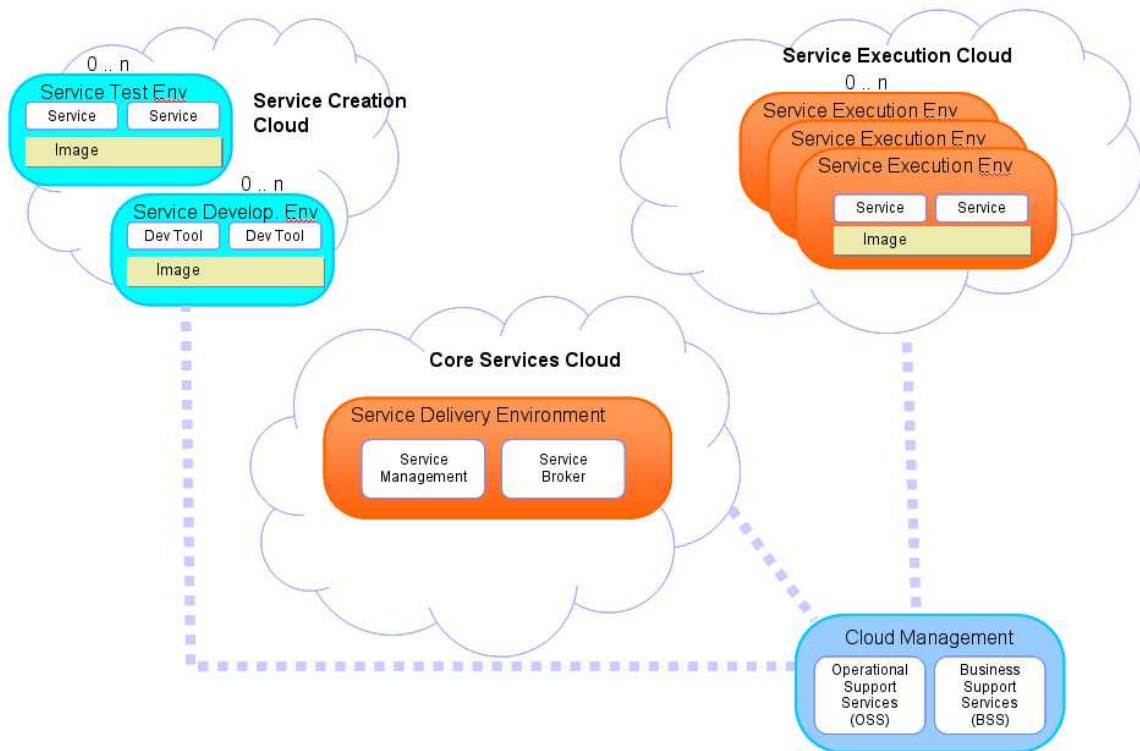 0 .. n
Service Test Env
Service
Service
Image
Service Creation
Cloud
0 .. n
Service Develop. Env
Dev Tool
Dev Tool
Image
Service Execution Cloud
0 .. n
Service Execution Env
Service Execution Env
Service Execution Env
Service
Service
Image
Core Services Cloud
Service Delivery Environment
Service
Management
Service
Broker
Cloud Management
Operational
Support
Services
(OSS)
Business
Support
Services
(BSS)